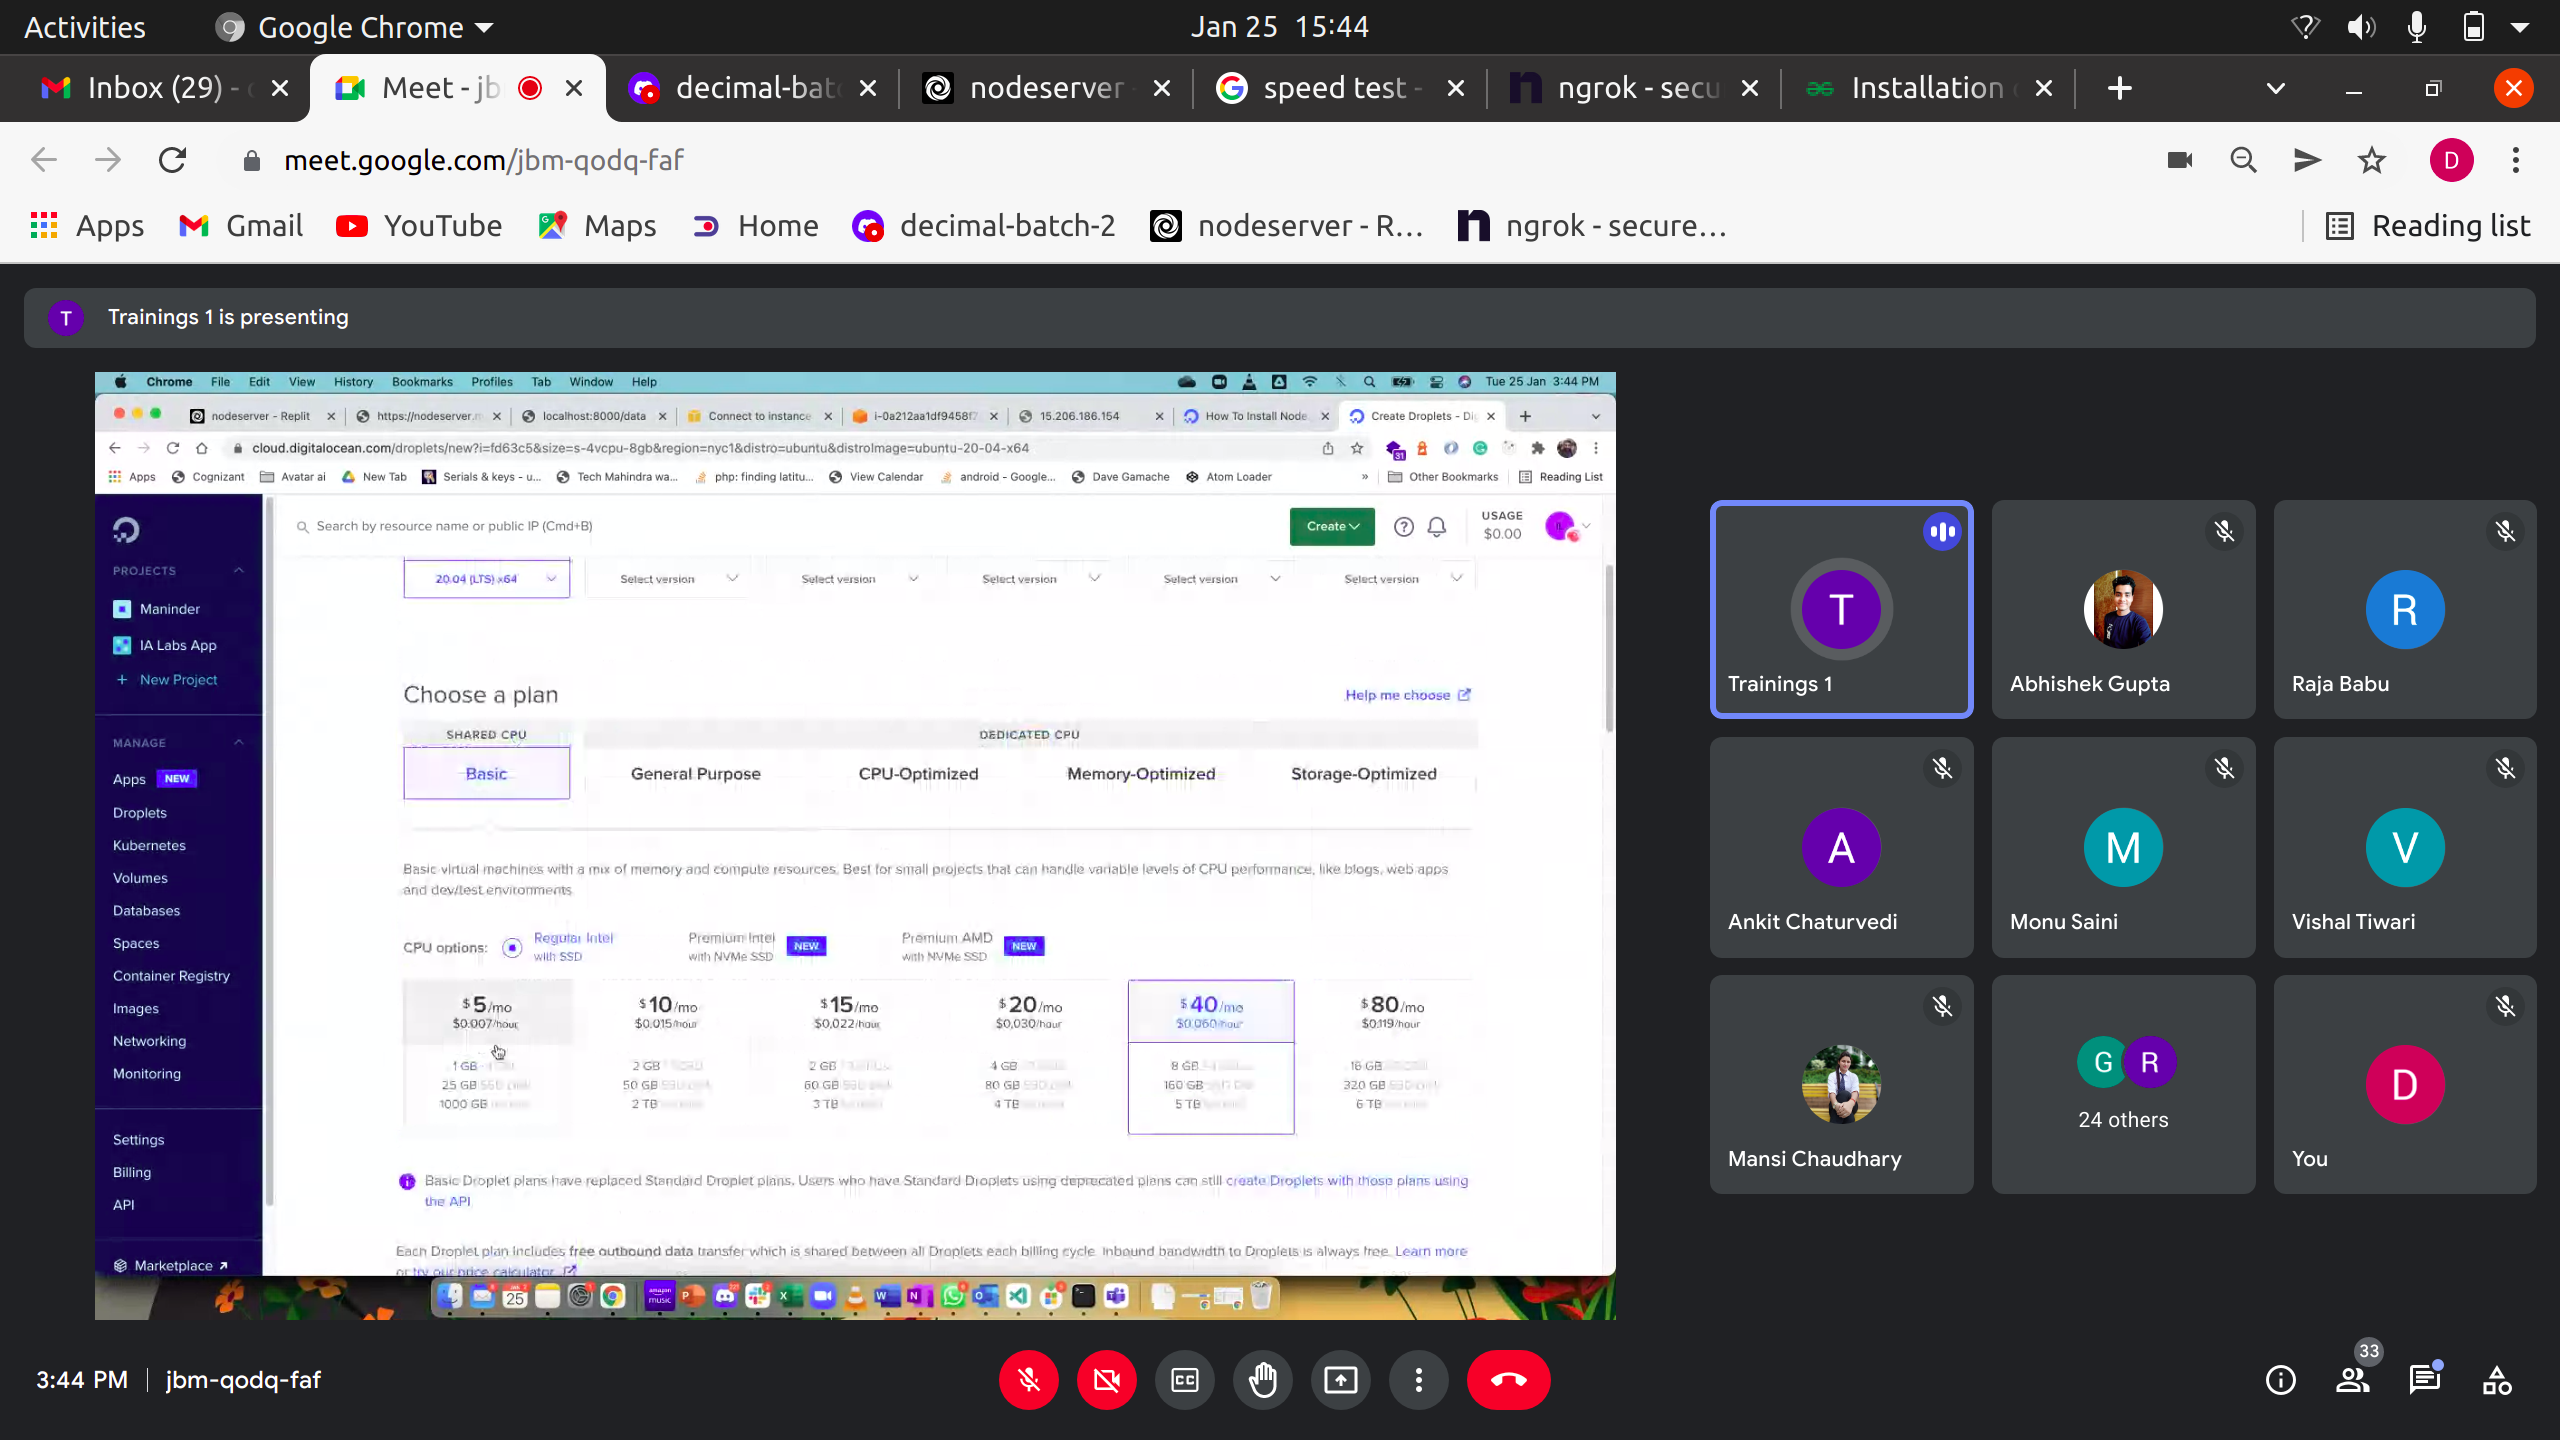 Activities
Google Chrome
Jan 25 15:44
Inbox (29) -
Meet - jb
decimal-bat
nodeserver
speed test -
ngrok - secu
Installation
meet.google.com/jbm-qodq-faf
D
Apps
Gmail
YouTube
Maps
Home
decimal-batch-2
nodeserver - R...
ngrok - secure...
Reading list
T
Trainings 1 is presenting
Chrome File Edit View History Bookmarks Profiles Tab Window Help
Tue 25 Jan 3:44 PM
nodeserver - Replit
https://nodeserver.m
localhost:8000/data
Connect to instance
i-0a212aa1df9458f7
15.206.186.154
How To Install Node
Create Droplets - Di
cloud.digitalocean.com/droplets/new?i=fd63c5&size=s-4vcpu-8gb&region=nyc1&distro=ubuntu&distroImage=ubuntu-20-04-x64
31
Apps
Cognizant
Avatar ai
New Tab
Serials & keys - u...
Tech Mahindra wa...
php: finding latitu...
View Calendar
android - Google...
Dave Gamache
Atom Loader
»
Other Bookmarks
Reading List
Search by resource name or public IP (Cmd+B)
Create
USAGE
$0.00
PROJECTS
Maninder
IA Labs App
+ New Project
MANAGE
Apps NEW
Droplets
Kubernetes
Volumes
Databases
Spaces
Container Registry
Images
Networking
Monitoring
Settings
Billing
API
Marketplace
20.04 (LTS) x64
Select version
Select version
Select version
Select version
Select version
Choose a plan
Help me choose
SHARED CPU
DEDICATED CPU
Basic
General Purpose
CPU-Optimized
Memory-Optimized
Storage-Optimized
Basic virtual machines with a mix of memory and compute resources. Best for small projects that can handle variable levels of CPU performance, like blogs, web apps
and dev/test environments
CPU options:
Regular Intel
with SSD
Premium Intel
with NVMe SSD
NEW
Premium AMD
with NVMe SSD
NEW
$5/mo
$0.007/hour
1 GB
25 GB
1000 GB
$10/mo
$0.015/hour
2 GB
50 GB
2 TB
$15/mo
$0.022/hour
2 GB
60 GB
3 TB
$20/mo
$0.030/hour
4 GB
80 GB
4 TB
$40/mo
$0.060/hour
8 GB
160 GB
5 TB
$80/mo
$0.119/hour
16 GB
320 GB
6 TB
Basic Droplet plans have replaced Standard Droplet plans. Users who have Standard Droplets using deprecated plans can still create Droplets with those plans using
the API
Each Droplet plan includes free outbound data transfer which is shared between all Droplets each billing cycle. Inbound bandwidth to Droplets is always free. Learn more
or try our price calculator
25
T
Trainings 1
Abhishek Gupta
R
Raja Babu
A
Ankit Chaturvedi
M
Monu Saini
V
Vishal Tiwari
Mansi Chaudhary
G R
24 others
D
You
3:44 PM
jbm-qodq-faf
CC
33